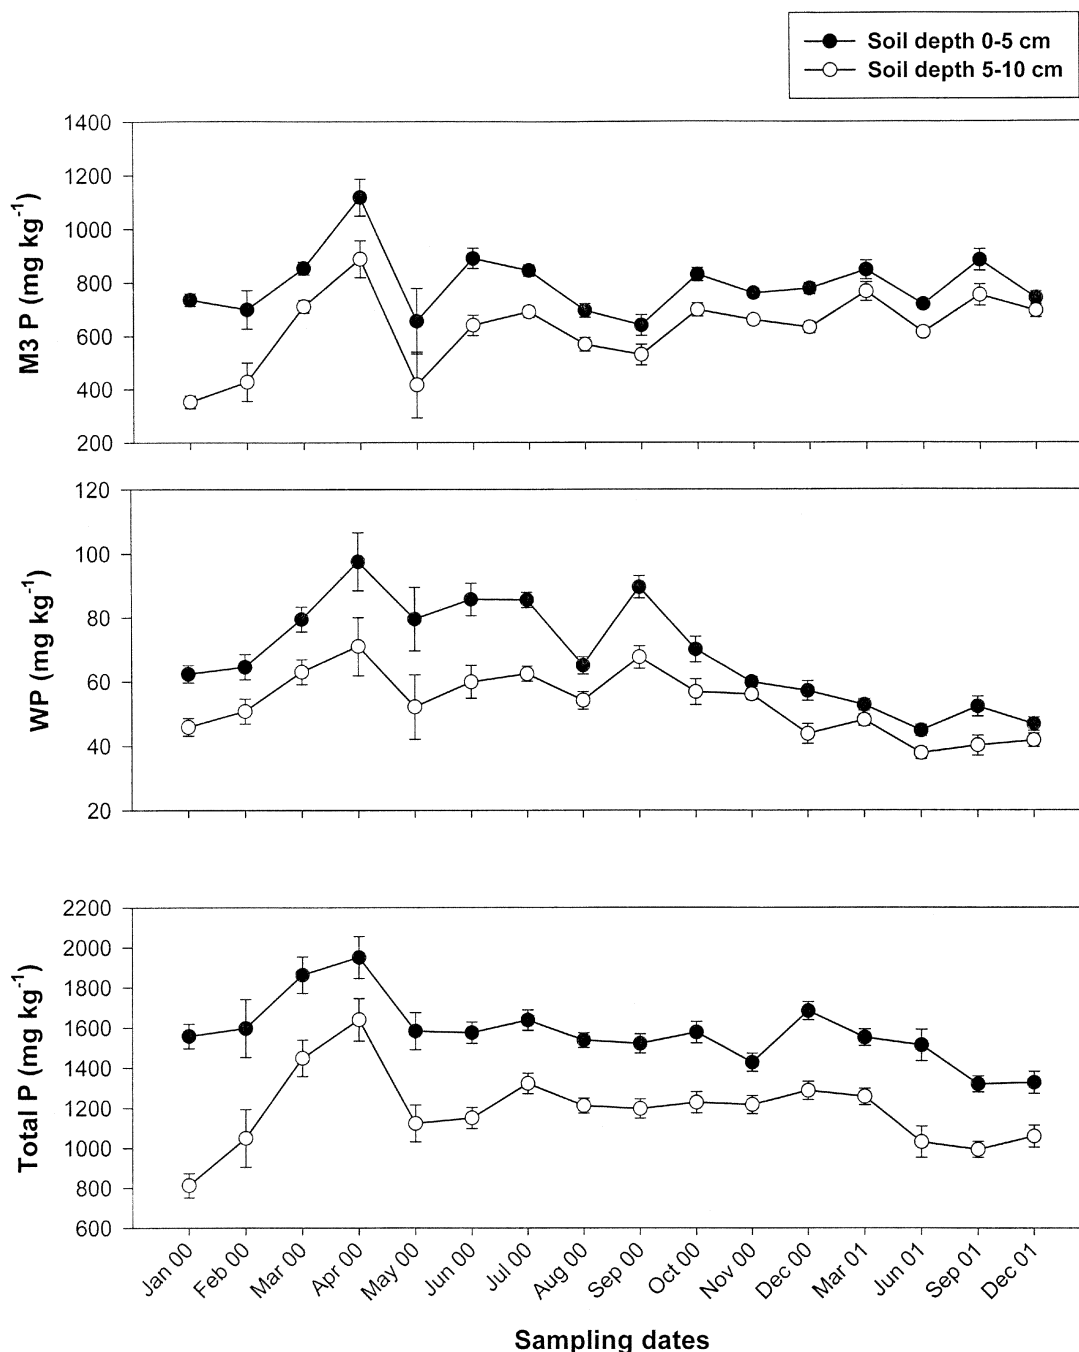 Soil depth 0-5 cm
Soil depth 5-10 cm
M3 P (mg kg-1)
1400
1200
1000
800
600
400
200
WP (mg kg-1)
120
100
80
60
40
20
Total P (mg kg-1)
2200
2000
1800
1600
1400
1200
1000
800
600
Jan 00
Feb 00
Mar 00
Apr 00
May 00
Jun 00
Jul 00
Aug 00
Sep 00
Oct 00
Nov 00
Dec 00
Mar 01
Jun 01
Sep 01
Dec 01
Sampling dates